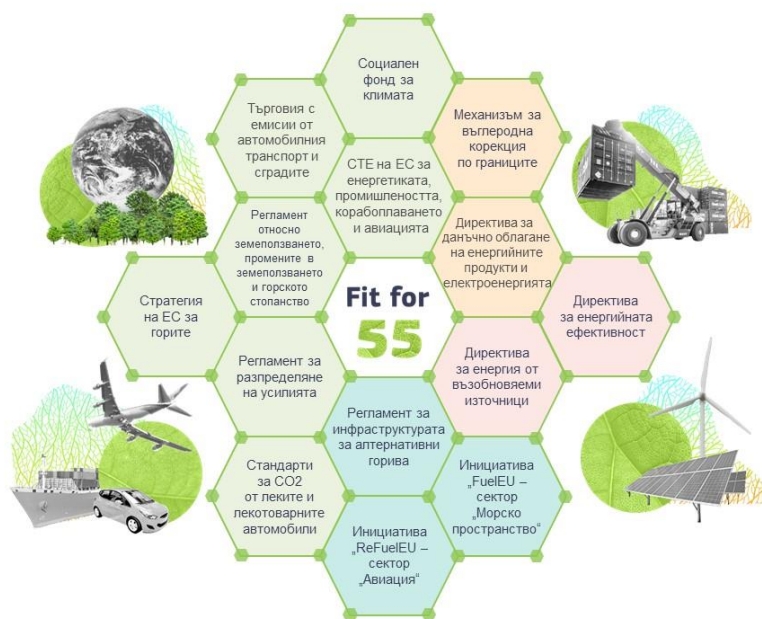 Социален
фонд за
климата
Търговия с
емисии от
автомобилния
транспорт и
сградите
Механизъм за
въглеродна
корекция
по границите
СТЕ на ЕС за
енергетиката,
промишлеността,
корабоплаването
и авиацията
Регламент
относно
земеползването,
промените в
земеползването
и горското
стопанство
Директива за
данъчно облагане
на енергийните
продукти и
електроенергията
Стратегия
на ЕС за
горите
Fit for
55
Директива
за енергийната
ефективност
Регламент за
разпределяне
на усилията
Директива
за енергия от
възобновяеми
източници
Регламент за
инфраструктурата
за алтернативни
горива
Стандарти
за CO2
от леките и
лекотоварните
автомобили
Инициатива
„FuelEU –
сектор
„Морско
пространство“
Инициатива
„ReFuelEU –
сектор
„Авиация“